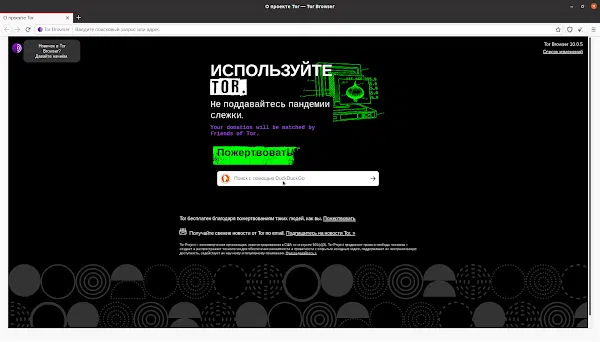 О проекте Tor — Tor Browser
О проекте Tor
Tor Browser
Введите поисковый запрос или адрес
Новичок в Tor
Browser?
Давайте начнём
Tor Browser 10.0.5
Список изменений
ИСПОЛЬЗУЙТЕ
TOR.
Не поддавайтесь пандемии
слежки.
Your donation will be matched by
Friends of Tor.
Пожертвовать
Поиск с помощью DuckDuckGo
Tor бесплатен благодаря пожертвованиям таких людей, как вы. Пожертвовать
Получайте свежие новости от Tor по email. Подпишитесь на новости Tor. »